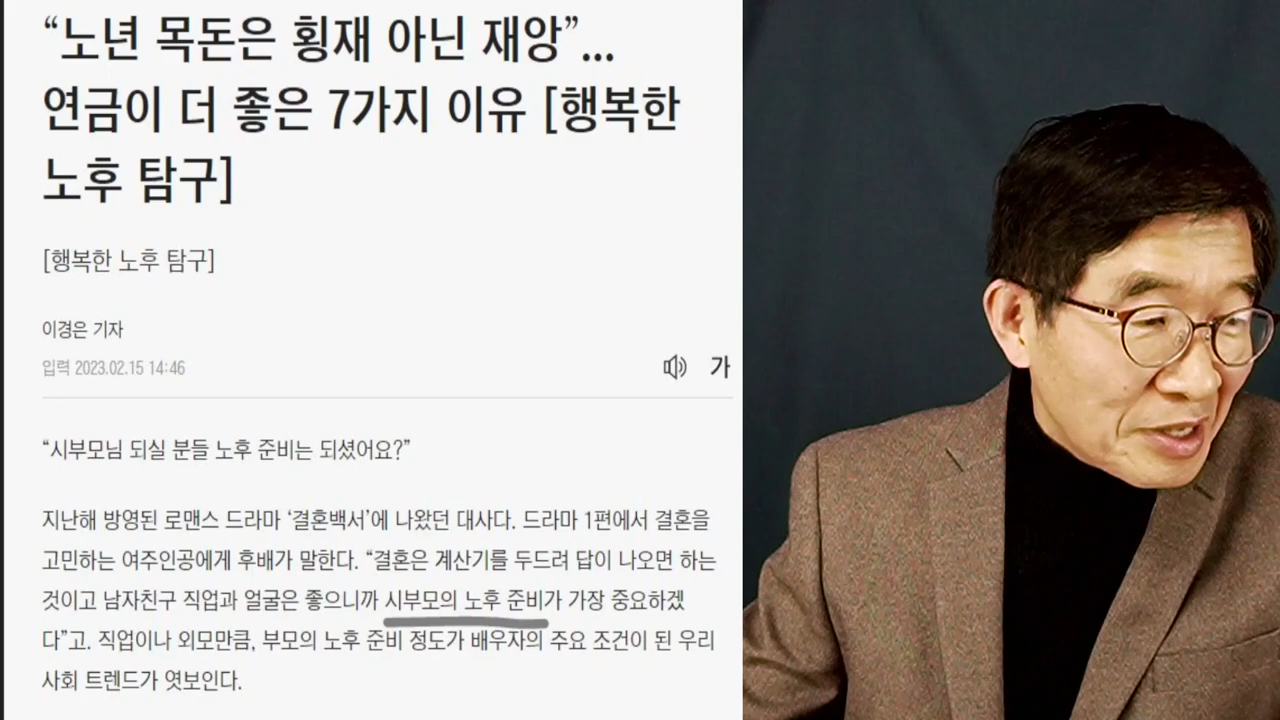 “노년 목돈은 횡재 아닌 재앙”...
연금이 더 좋은 7가지 이유 [행복한
노후 탐구]
[행복한 노후 탐구]
이경은 기자
입력 2023.02.15 14:46
가
“시부모님 되실 분들 노후 준비는 되셨어요?”
지난해 방영된 로맨스 드라마 ‘결혼백서’에 나왔던 대사다. 드라마 1편에서 결혼을
고민하는 여주인공에게 후배가 말한다. “결혼은 계산기를 두드려 답이 나오면 하는
것이고 남자친구 직업과 얼굴은 좋으니까 시부모의 노후 준비가 가장 중요하겠
다”고. 직업이나 외모만큼, 부모의 노후 준비 정도가 배우자의 주요 조건이 된 우리
사회 트렌드가 엿보인다.